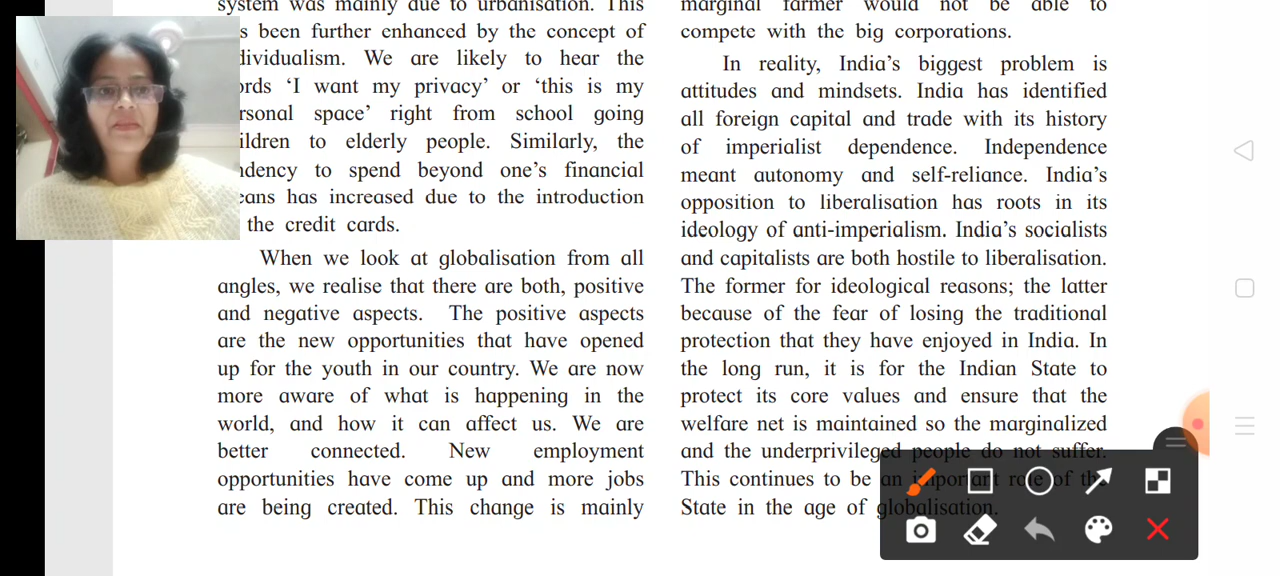 system was mainly due to urbanisation. This
s been further enhanced by the concept of
dividualism. We are likely to hear the
ords ‘I want my privacy’ or ‘this is my
rsonal space’ right from school going
ildren to elderly people. Similarly, the
ndency to spend beyond one’s financial
eans has increased due to the introduction
the credit cards.
When we look at globalisation from all
angles, we realise that there are both, positive
and negative aspects. The positive aspects
are the new opportunities that have opened
up for the youth in our country. We are now
more aware of what is happening in the
world, and how it can affect us. We are
better connected. New employment
opportunities have come up and more jobs
are being created. This change is mainly
marginal farmer would not be able to
compete with the big corporations.
In reality, India’s biggest problem is
attitudes and mindsets. India has identified
all foreign capital and trade with its history
of imperialist dependence. Independence
meant autonomy and self-reliance. India’s
opposition to liberalisation has roots in its
ideology of anti-imperialism. India’s socialists
and capitalists are both hostile to liberalisation.
The former for ideological reasons; the latter
because of the fear of losing the traditional
protection that they have enjoyed in India. In
the long run, it is for the Indian State to
protect its core values and ensure that the
welfare net is maintained so the marginalized
and the underprivileged people do not suffer.
This continues to be an important role of the
State in the age of globalisation.